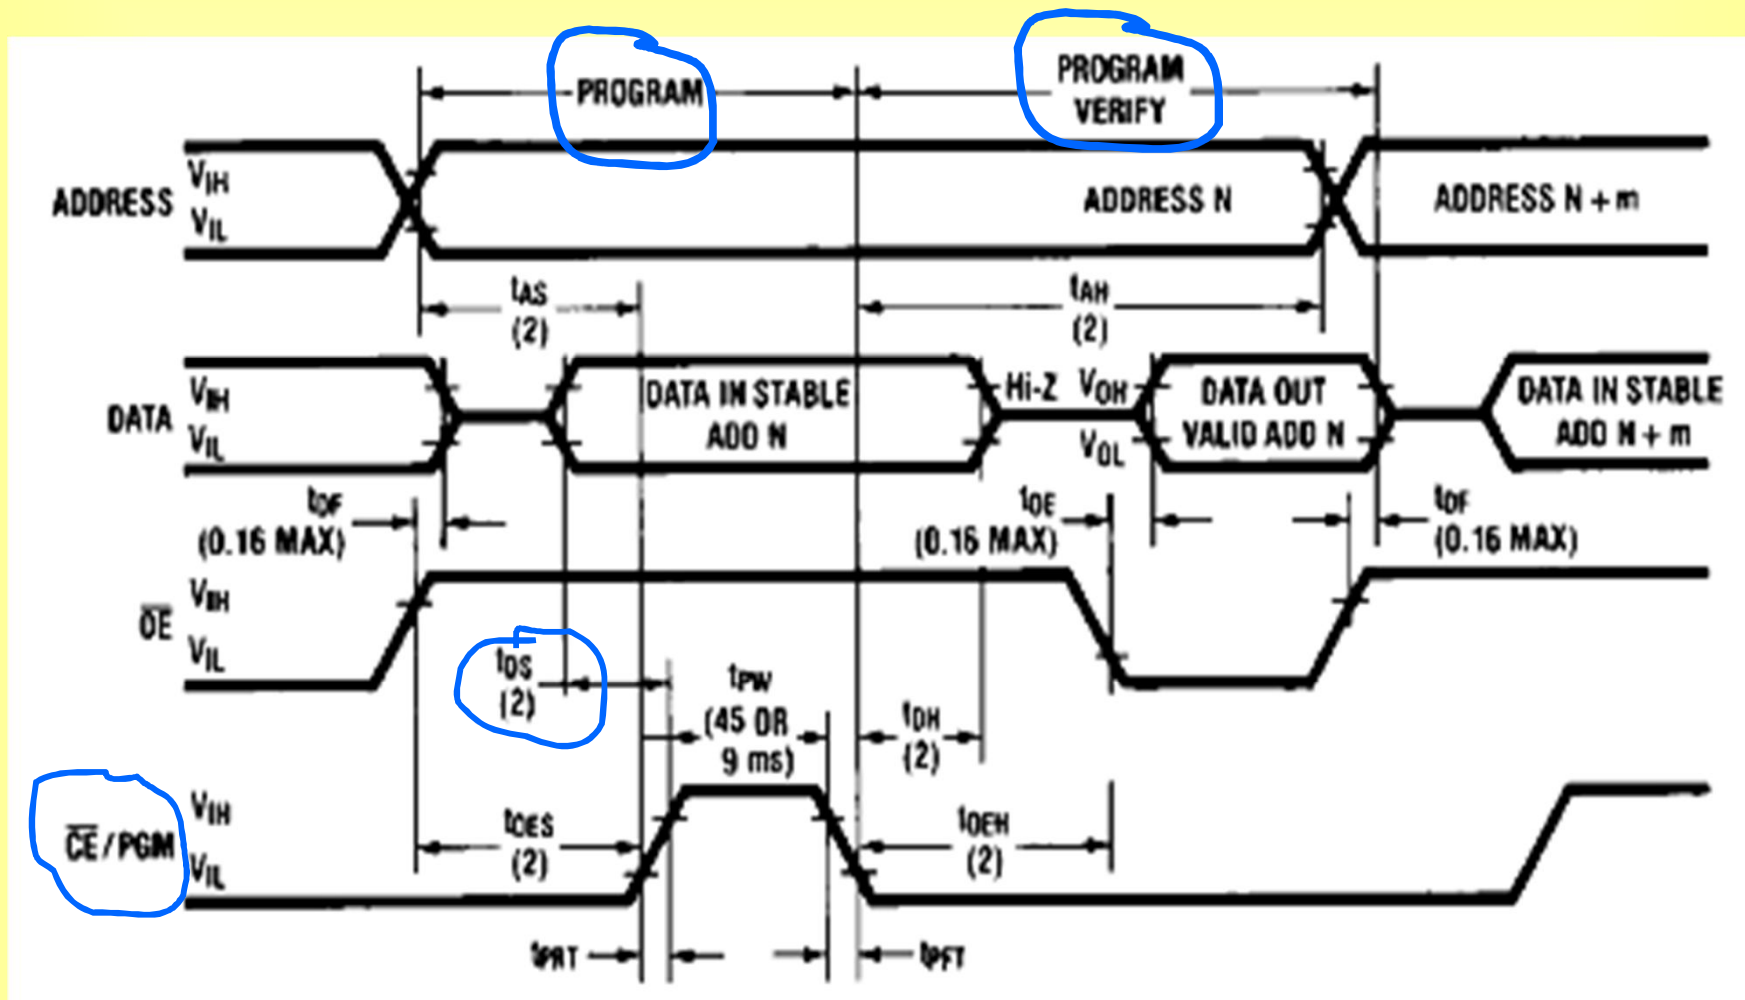 PROGRAM
PROGRAM
VERIFY
ADDRESS
VIH
VIL
ADDRESS N
ADDRESS N + m
tAS
(2)
tAH
(2)
DATA
VIH
VIL
DATA IN STABLE
ADD N
Hi-Z
VOH
VOL
DATA OUT
VALID ADD N
DATA IN STABLE
ADD N + m
tDF
(0.16 MAX)
tOE
(0.16 MAX)
tDF
(0.16 MAX)
OE
VIH
VIL
tDS
(2)
tPW
(45 OR
9 ms)
tDH
(2)
CE/PGM
VIH
VIL
tOES
(2)
tOEH
(2)
tPRT
tPFT